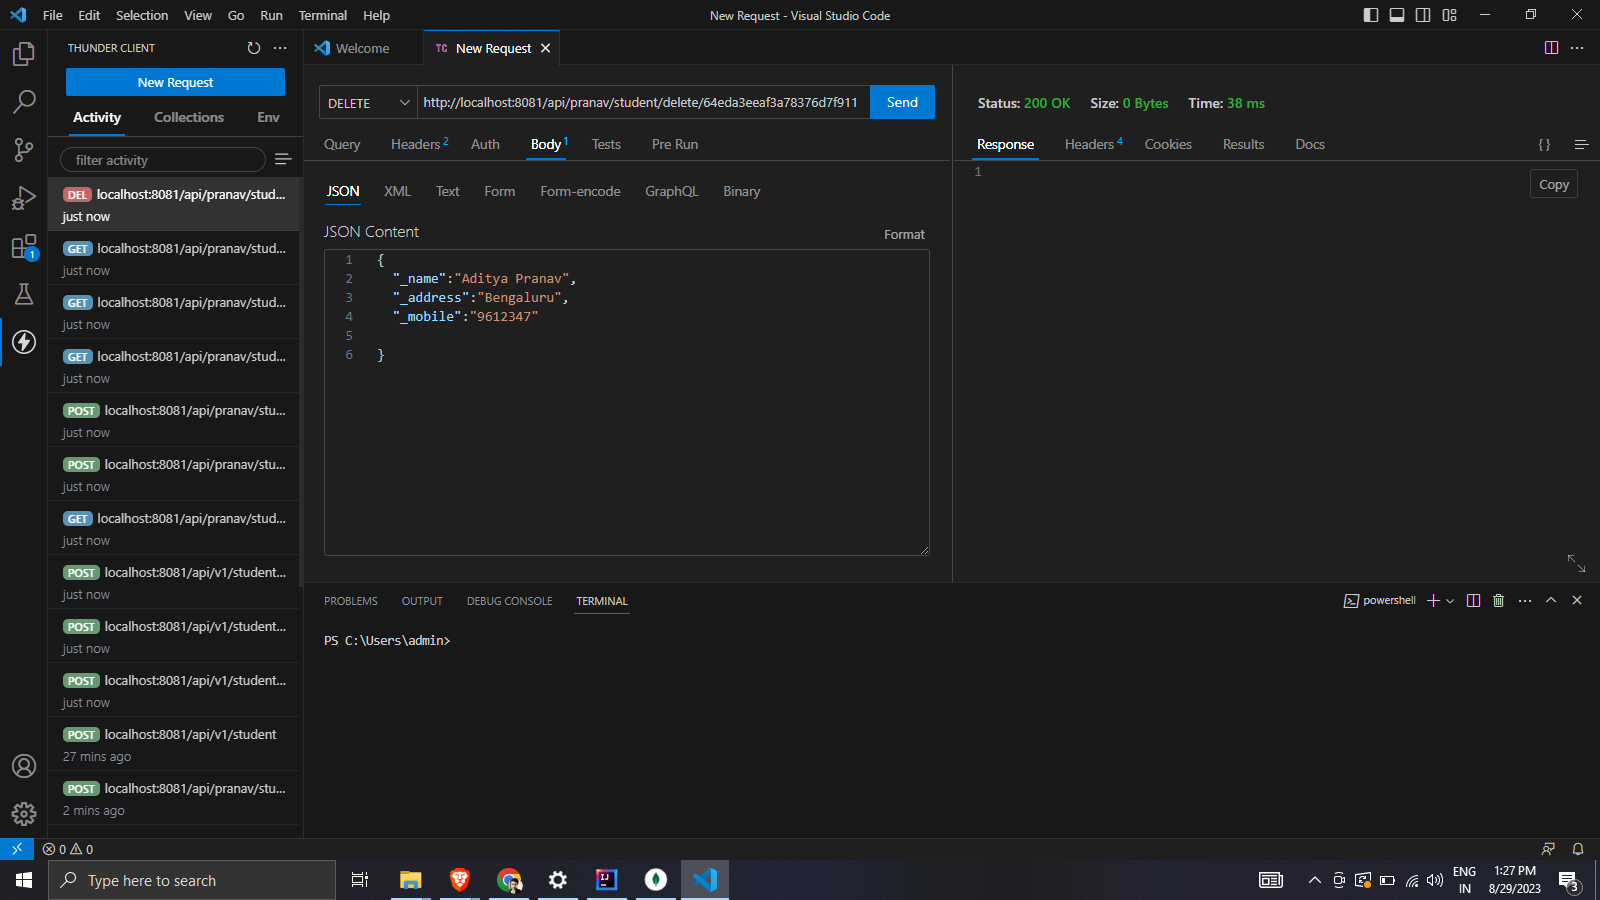 File Edit Selection View Go Run Terminal Help
New Request - Visual Studio Code
THUNDER CLIENT
New Request
Activity Collections Env
filter activity
DEL localhost:8081/api/pranav/stud...
just now
GET localhost:8081/api/pranav/stud...
just now
GET localhost:8081/api/pranav/stud...
just now
GET localhost:8081/api/pranav/stud...
just now
POST localhost:8081/api/pranav/stu...
just now
POST localhost:8081/api/pranav/stu...
just now
GET localhost:8081/api/pranav/stud...
just now
POST localhost:8081/api/v1/student...
just now
POST localhost:8081/api/v1/student...
just now
POST localhost:8081/api/v1/student...
just now
POST localhost:8081/api/v1/student
27 mins ago
POST localhost:8081/api/pranav/stu...
2 mins ago
Welcome
TC New Request
DELETE http://localhost:8081/api/pranav/student/delete/64eda3eeaf3a78376d7f911 Send
Query Headers 2 Auth Body 1 Tests Pre Run
JSON XML Text Form Form-encode GraphQL Binary
JSON Content Format
1 {
2 "_name":"Aditya Pranav",
3 "_address":"Bengaluru",
4 "_mobile":"9612347"
5
6 }
Status: 200 OK Size: 0 Bytes Time: 38 ms
Response Headers 4 Cookies Results Docs { }
1
Copy
PROBLEMS OUTPUT DEBUG CONSOLE TERMINAL
powershell
PS C:\Users\admin>
1
0 0
Type here to search
ENG
IN
1:27 PM
8/29/2023
3